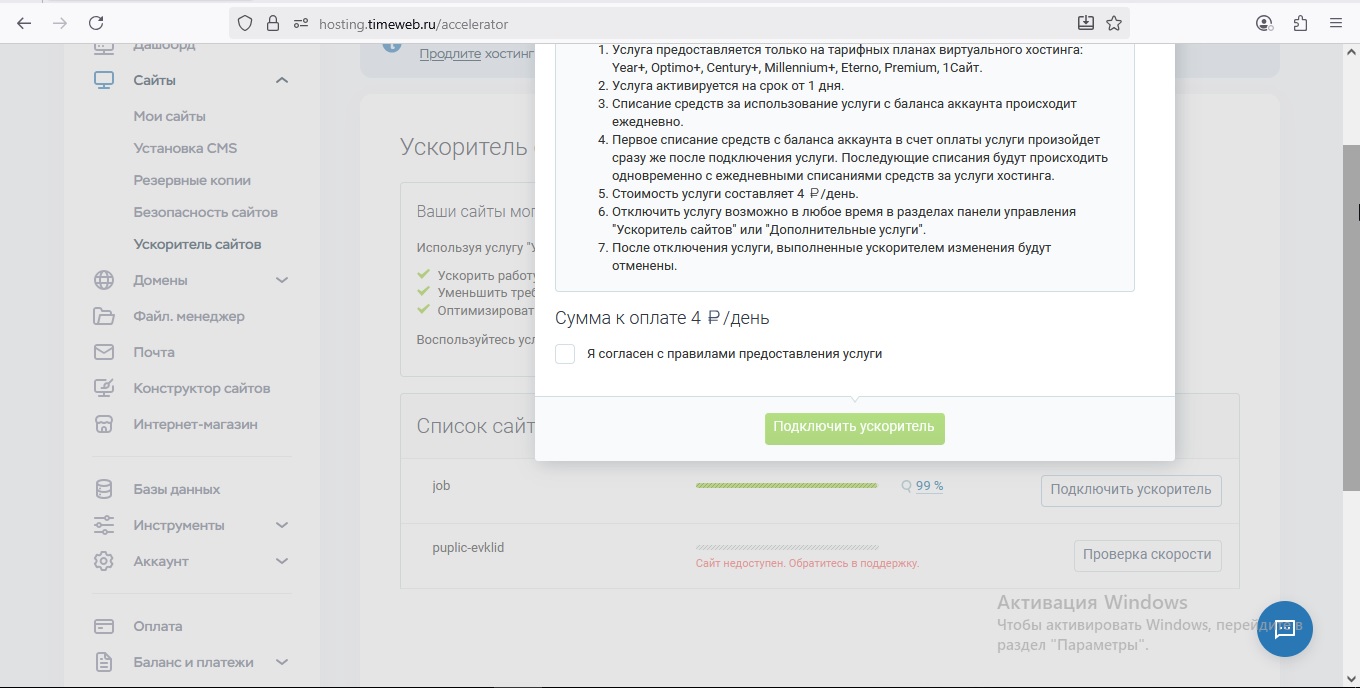 hosting.timeweb.ru/accelerator
Дашборд
Сайты
Мои сайты
Установка CMS
Резервные копии
Безопасность сайтов
Ускоритель сайтов
Домены
Файл. менеджер
Почта
Конструктор сайтов
Интернет-магазин
Базы данных
Инструменты
Аккаунт
Оплата
Баланс и платежи
Продлите хостинг
Ускоритель
Ваши сайты мог
Используя услугу "У
Ускорить работу
Уменьшить треб
Оптимизироват
Воспользуйтесь усл
1. Услуга предоставляется только на тарифных планах виртуального хостинга:
Year+, Optimo+, Century+, Millennium+, Eterno, Premium, 1Сайт.
2. Услуга активируется на срок от 1 дня.
3. Списание средств за использование услуги с баланса аккаунта происходит
ежедневно.
4. Первое списание средств с баланса аккаунта в счет оплаты услуги произойдет
сразу же после подключения услуги. Последующие списания будут происходить
одновременно с ежедневными списаниями средств за услуги хостинга.
5. Стоимость услуги составляет 4 ₽/день.
6. Отключить услугу возможно в любое время в разделах панели управления
"Ускоритель сайтов" или "Дополнительные услуги".
7. После отключения услуги, выполненные ускорителем изменения будут
отменены.
Сумма к оплате 4 ₽/день
Я согласен с правилами предоставления услуги
Подключить ускоритель
Список сайт
job
99 %
Подключить ускоритель
puplic-evklid
Сайт недоступен. Обратитесь в поддержку.
Проверка скорости
Активация Windows
Чтобы активировать Windows, перейдите в
раздел "Параметры".